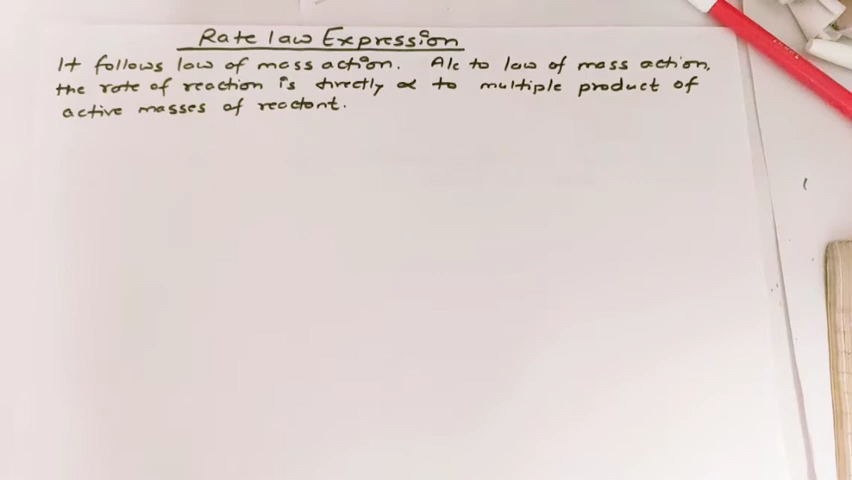 Rate law Expression
It follows law of mass action. A/c to law of mass action,
the rate of reaction is directly ∝ to multiple product of
active masses of reactant.